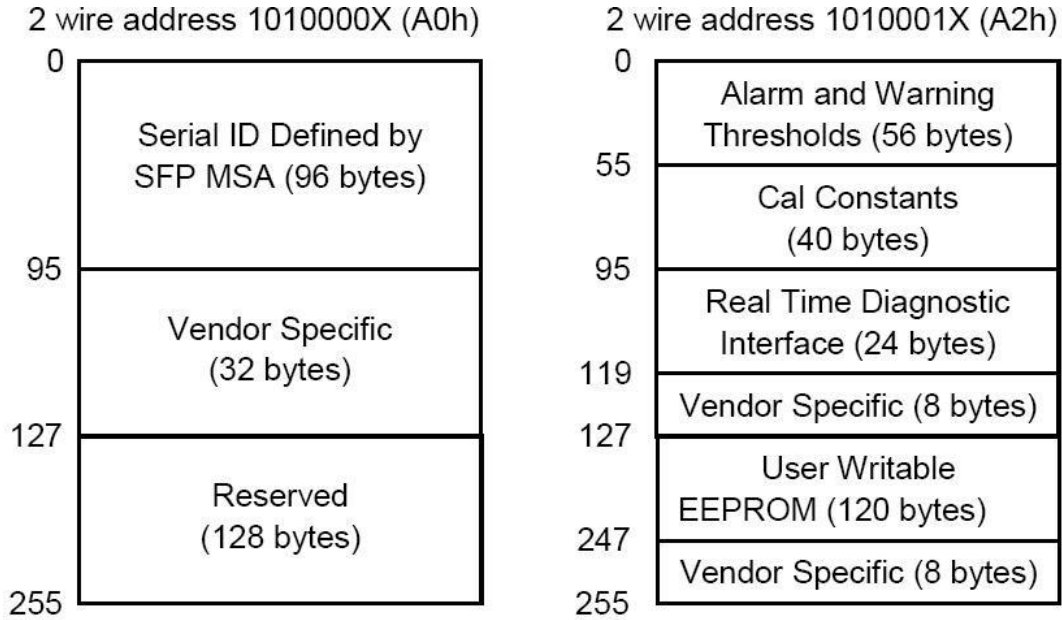 2 wire address 1010000X (A0h)
0
Serial ID Defined by
SFP MSA (96 bytes)
95
Vendor Specific
(32 bytes)
127
Reserved
(128 bytes)
255
2 wire address 1010001X (A2h)
0
Alarm and Warning
Thresholds (56 bytes)
55
Cal Constants
(40 bytes)
95
Real Time Diagnostic
Interface (24 bytes)
119
Vendor Specific (8 bytes)
127
User Writable
EEPROM (120 bytes)
247
Vendor Specific (8 bytes)
255